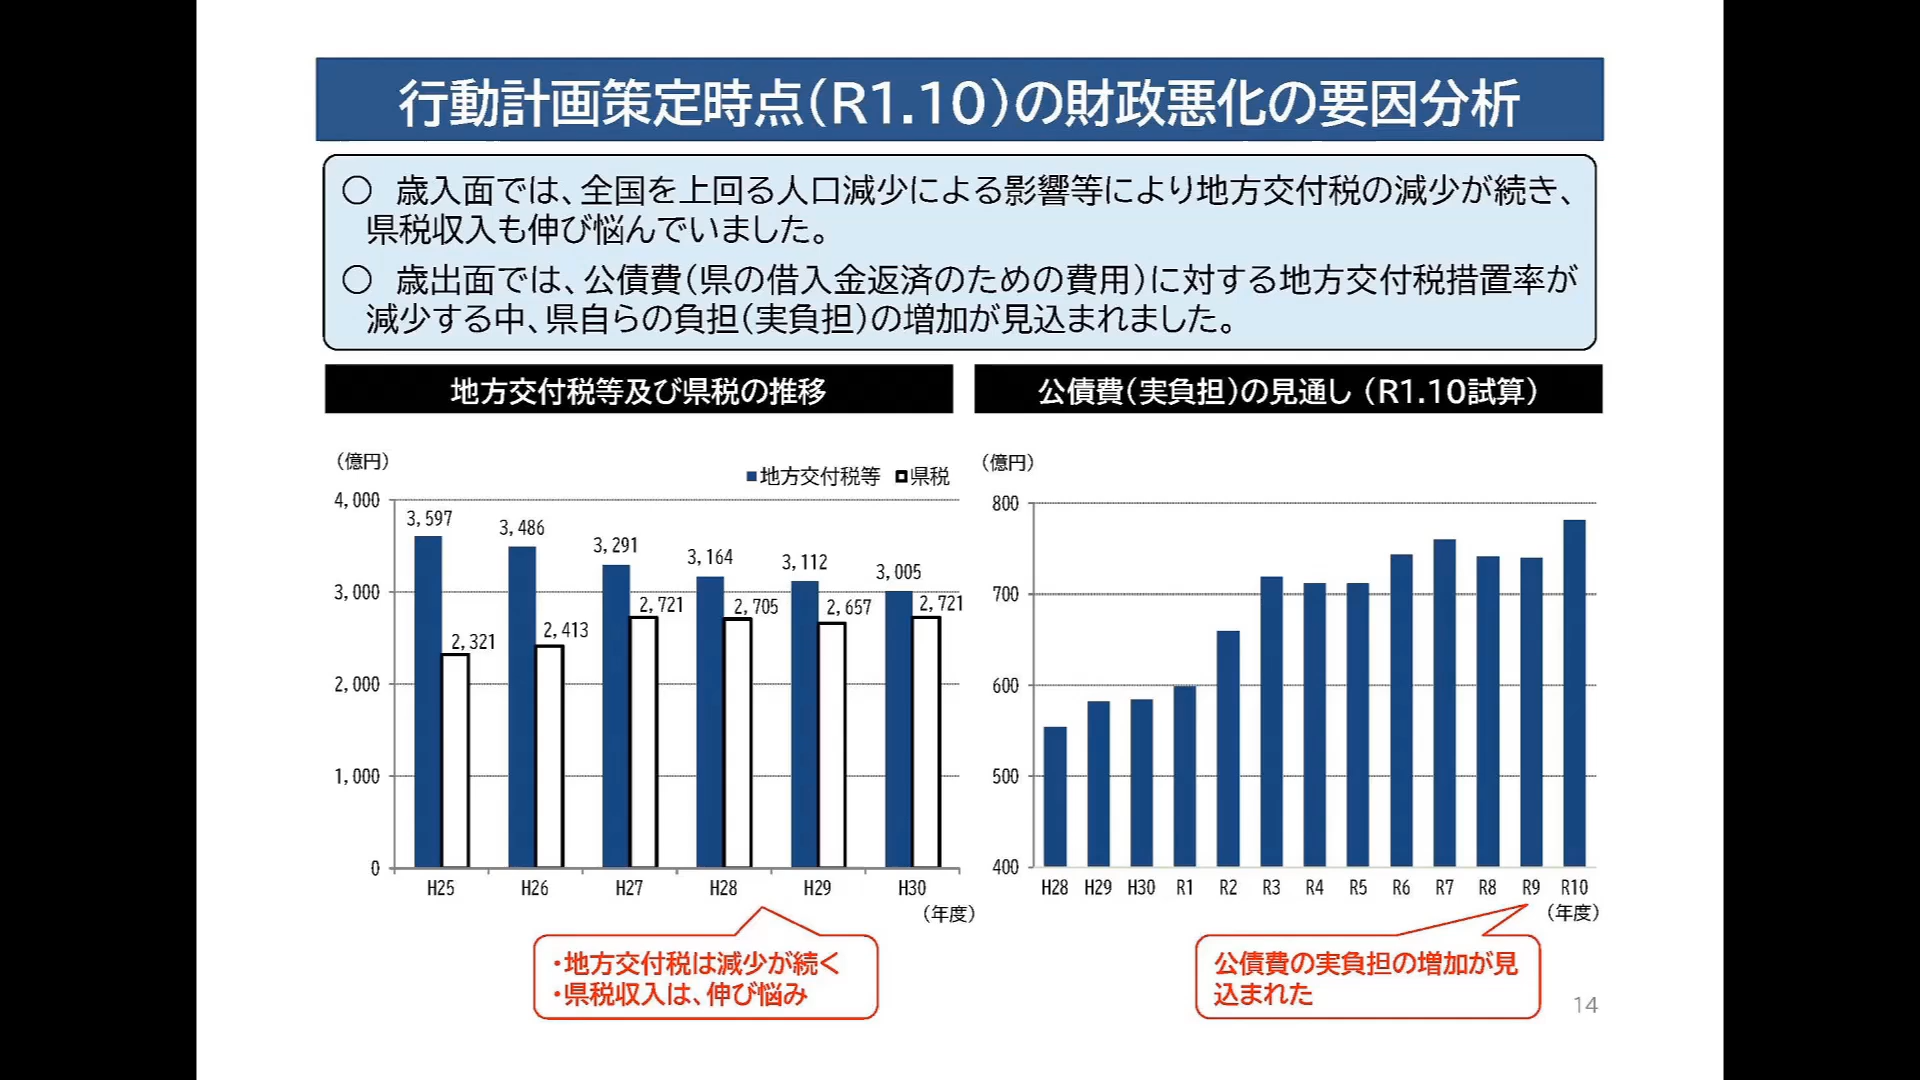 行動計画策定時点(R1.10)の財政悪化の要因分析
○ 歳入面では、全国を上回る人口減少による影響等により地方交付税の減少が続き、
県税収入も伸び悩んでいました。
○ 歳出面では、公債費(県の借入金返済のための費用)に対する地方交付税措置率が
減少する中、県自らの負担(実負担)の増加が見込まれました。
地方交付税等及び県税の推移
(億円)
■地方交付税等 □県税
4,000
3,000
2,000
1,000
0
3,597
3,486
3,291
3,164
3,112
3,005
2,321
2,413
2,721
2,705
2,657
2,721
H25 H26 H27 H28 H29 H30
(年度)
・地方交付税は減少が続く
・県税収入は、伸び悩み
公債費(実負担)の見通し(R1.10試算)
(億円)
800
700
600
500
400
H28 H29 H30 R1 R2 R3 R4 R5 R6 R7 R8 R9 R10
(年度)
公債費の実負担の増加が見
込まれた
14